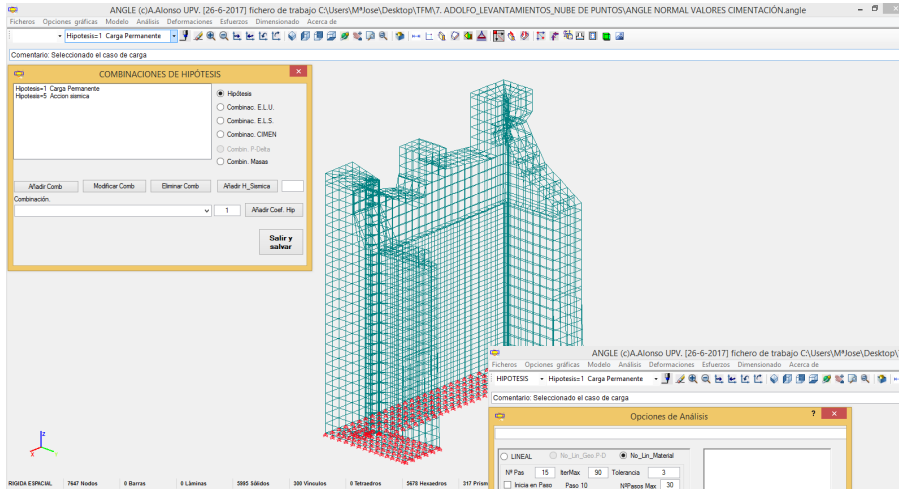 ANGLE (c)A.Alonso UPV. [26-6-2017] fichero de trabajo C:\Users\MªJose\Desktop\TFM\7. ADOLFO_LEVANTAMIENTOS_NUBE DE PUNTOS\ANGLE NORMAL VALORES CIMENTACIÓN.angle
Ficheros Opciones gráficas Modelo Análisis Deformaciones Esfuerzos Dimensionado Acerca de
Hipotesis=1 Carga Permanente
Comentario: Seleccionado el caso de carga
COMBINACIONES DE HIPÓTESIS
Hipotesis=1 Carga Permanente
Hipotesis=5 Accion sismica
Hipótesis
Combinac. E.L.U.
Combinac. E.L.S.
Combinac. CIMEN
Combin. P-Delta
Combin. Masas
Añadir Comb Modificar Comb Eliminar Comb Añadir H_Sismica
Combinación.
1 Añadir Coef. Hip
Salir y
salvar
ANGLE (c)A.Alonso UPV. [26-6-2017] fichero de trabajo C:\Users\MªJose\Desktop\
Ficheros Opciones gráficas Modelo Análisis Deformaciones Esfuerzos Dimensionado Acerca de
HIPOTESIS Hipotesis=1 Carga Permanente
Comentario: Seleccionado el caso de carga
Opciones de Análisis ?
LINEAL No_Lin_Geo.P-D No_Lin_Material
Nº Pas 15 IterMax 90 Tolerancia 3
Inicia en Paso Paso 10 NºPasos Max 30
z
x
RIGIDA ESPACIAL 7647 Nodos 0 Barras 0 Láminas 5995 Sólidos 300 Vinculos 0 Tetraedros 5678 Hexaedros 317 Prism